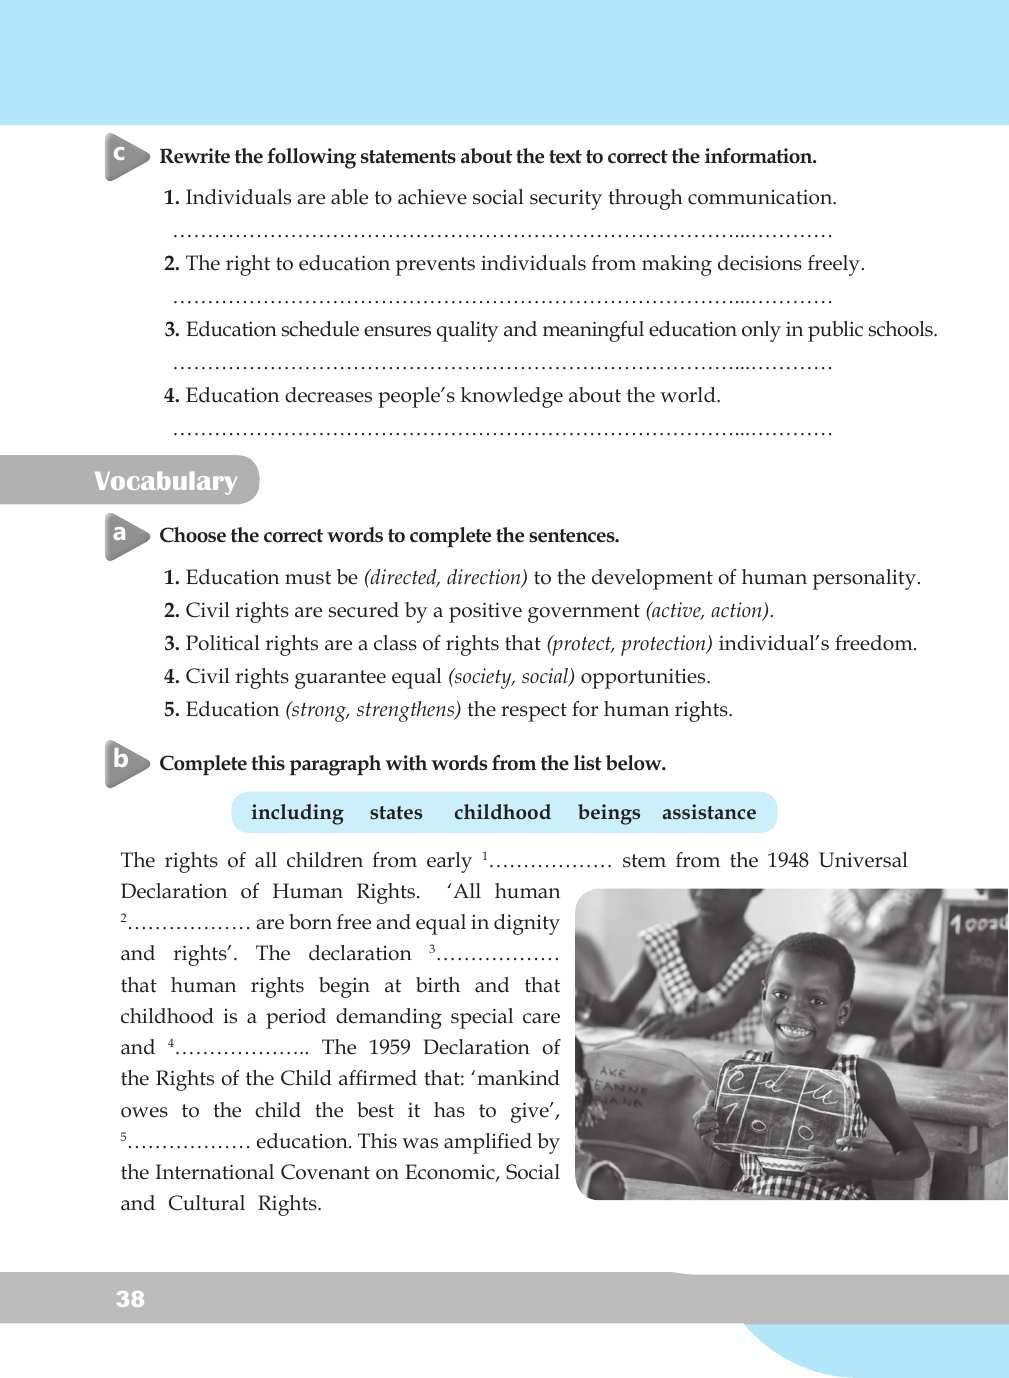 c
Rewrite the following statements about the text to correct the information.
1. Individuals are able to achieve social security through communication.
………………………………………………………………………...…………
2. The right to education prevents individuals from making decisions freely.
………………………………………………………………………...…………
3. Education schedule ensures quality and meaningful education only in public schools.
………………………………………………………………………...…………
4. Education decreases people's knowledge about the world.
………………………………………………………………………...…………
Vocabulary
a
Choose the correct words to complete the sentences.
1. Education must be (directed, direction) to the development of human personality.
2. Civil rights are secured by a positive government (active, action).
3. Political rights are a class of rights that (protect, protection) individual's freedom.
4. Civil rights guarantee equal (society, social) opportunities.
5. Education (strong, strengthens) the respect for human rights.
b
Complete this paragraph with words from the list below.
including states childhood beings assistance
The rights of all children from early 1……………… stem from the 1948 Universal
Declaration of Human Rights. 'All human
2……………… are born free and equal in dignity
and rights'. The declaration 3………………
that human rights begin at birth and that
childhood is a period demanding special care
and 4……………….. The 1959 Declaration of
the Rights of the Child affirmed that: 'mankind
owes to the child the best it has to give',
5……………… education. This was amplified by
the International Covenant on Economic, Social
and Cultural Rights.
AKE
c d u
1 0 0
38